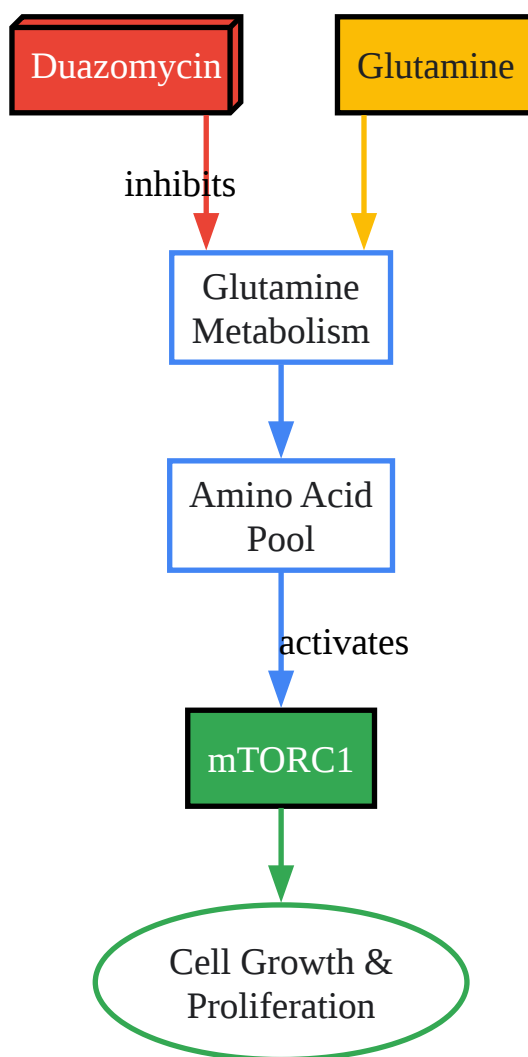 Duazomycin
Glutamine
inhibits
Glutamine
Metabolism
Amino Acid
Pool
activates
mTORC1
Cell Growth &
Proliferation